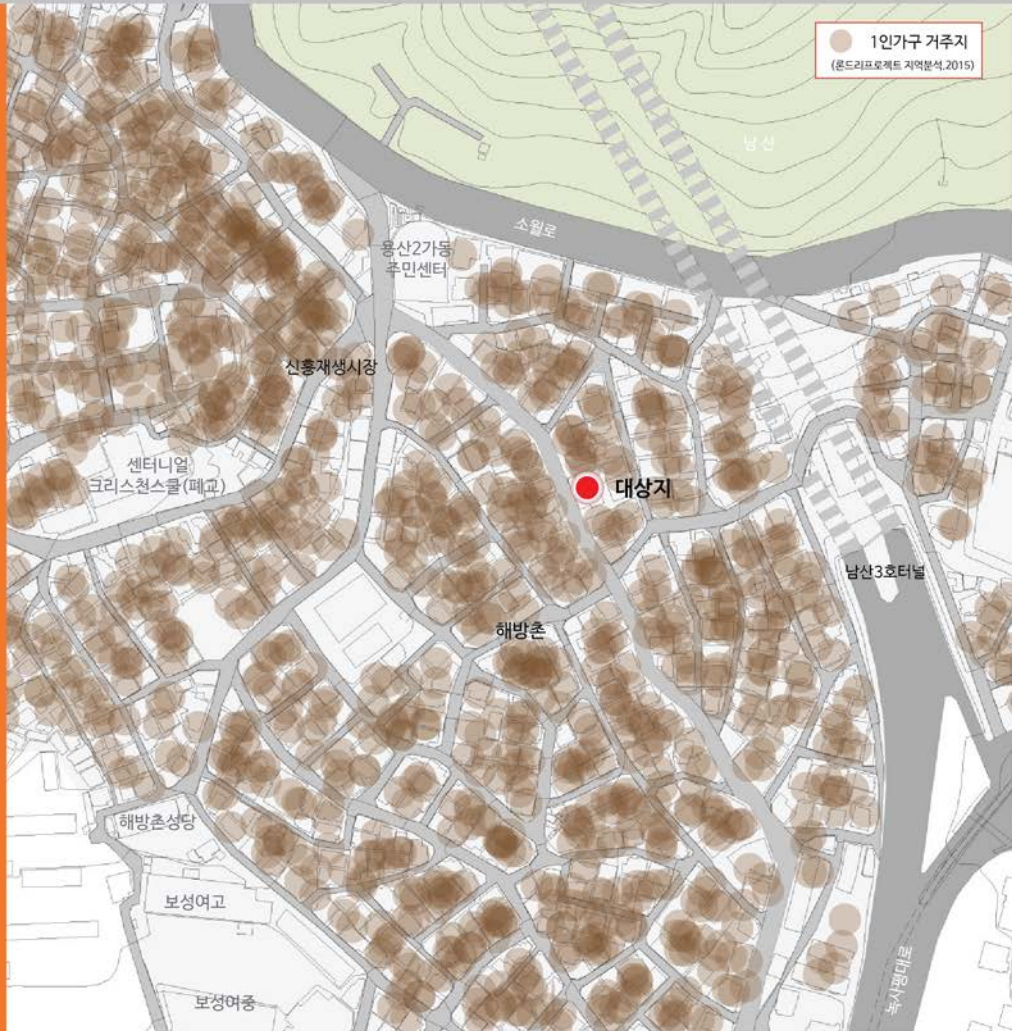 1인가구 거주지
(론드리프로젝트 지역분석,2015)
남산
소월로
용산2가동
주민센터
신흥재생시장
센터니얼
크리스천스쿨(폐교)
대상지
남산3호터널
해방촌
해방촌성당
보성여고
보성여중
녹사평대로